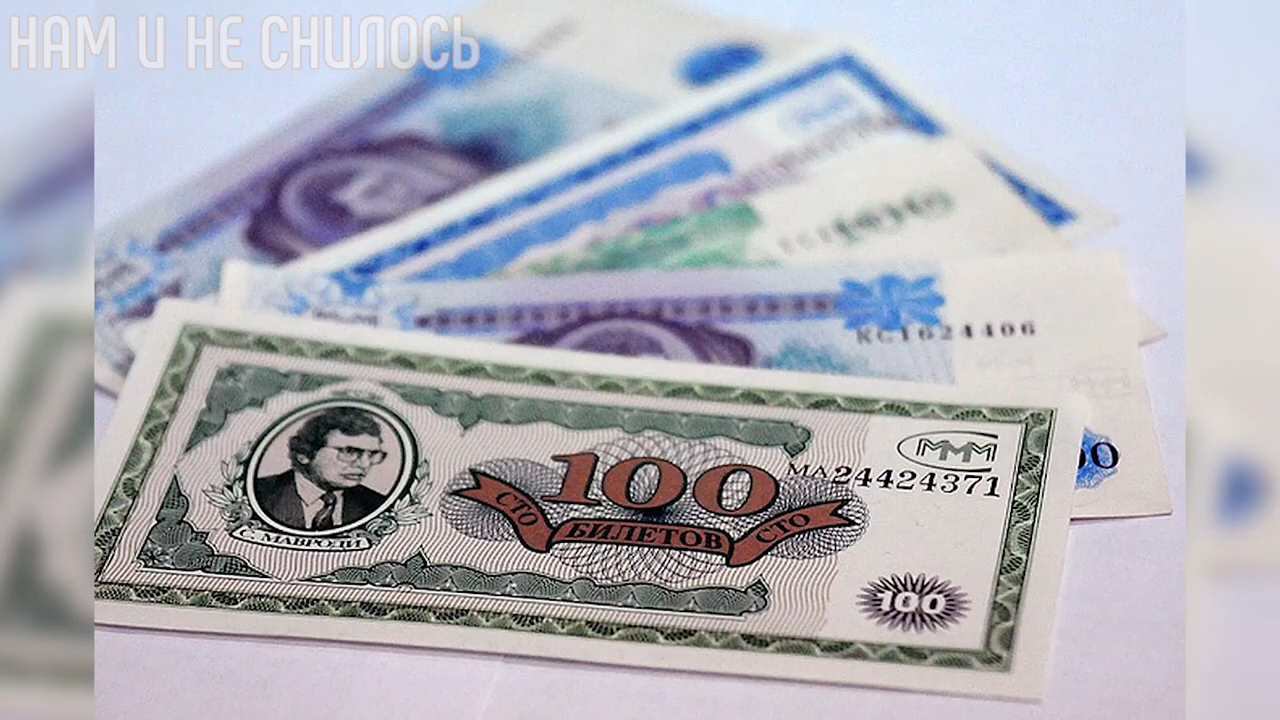 НАМ И НЕ СНИЛОСЬ
КС1624406
МММ
100
МА24424371
СТО БИЛЕТОВ СТО
С. МАВРОДИ
100